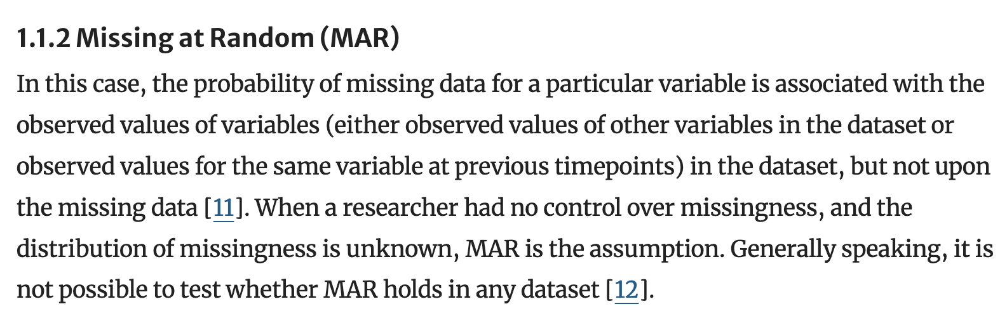 1.1.2 Missing at Random (MAR)
In this case, the probability of missing data for a particular variable is associated with the
observed values of variables (either observed values of other variables in the dataset or
observed values for the same variable at previous timepoints) in the dataset, but not upon
the missing data [11]. When a researcher had no control over missingness, and the
distribution of missingness is unknown, MAR is the assumption. Generally speaking, it is
not possible to test whether MAR holds in any dataset [12].